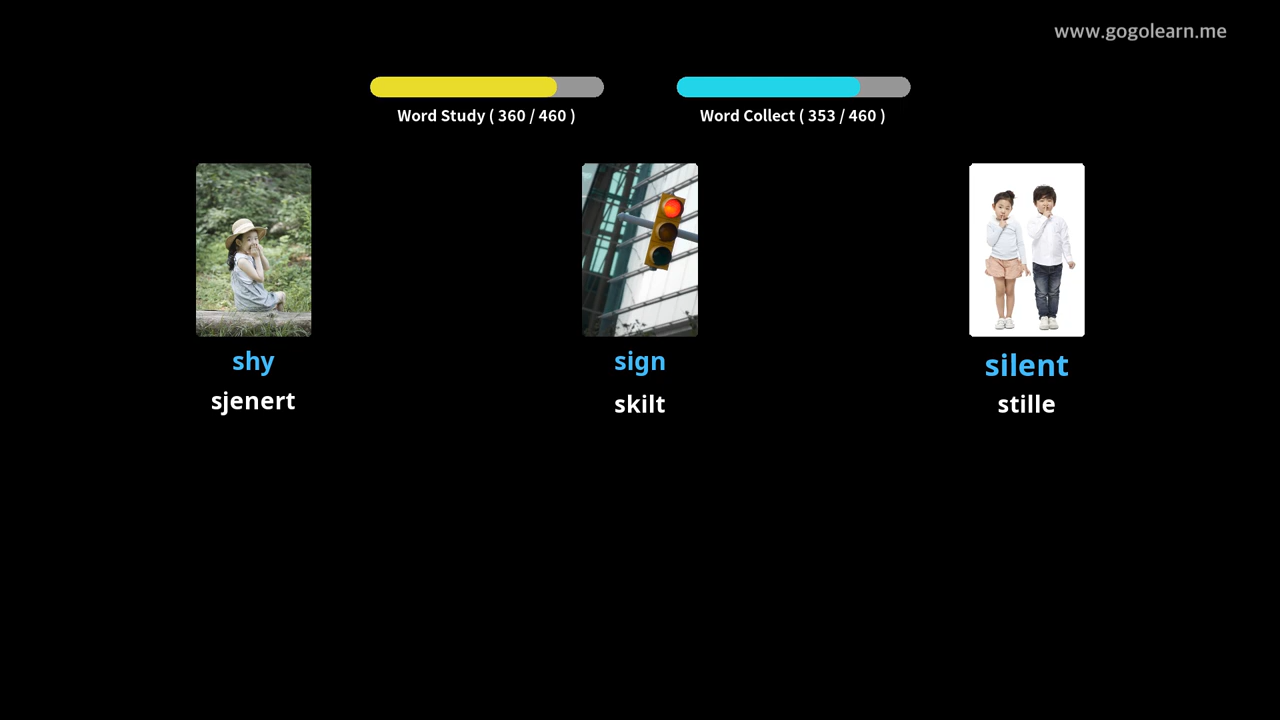 www.gogolearn.me
Word Study ( 360 / 460 )
Word Collect ( 353 / 460 )
shy
sign
silent
sjenert
skilt
stille